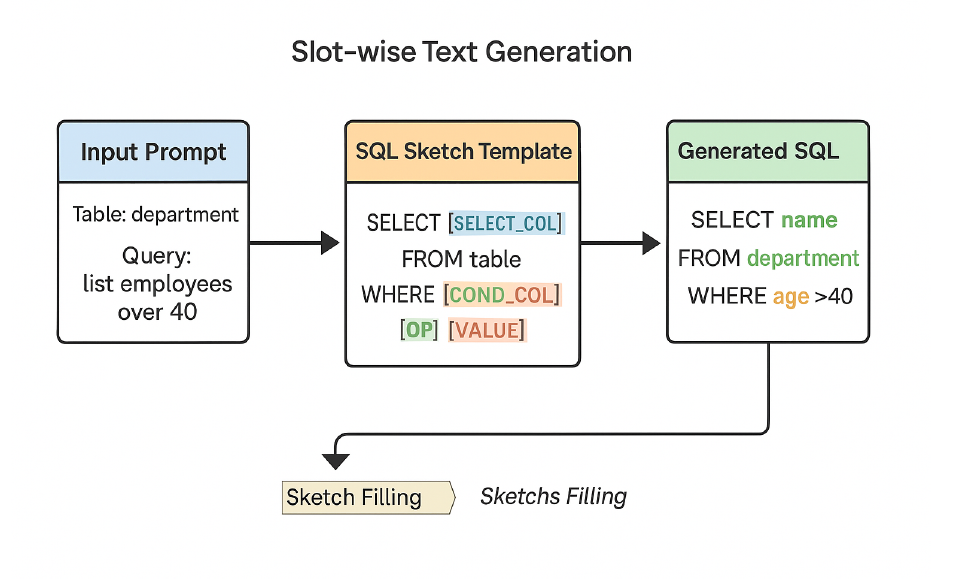 Slot-wise Text Generation
Input Prompt
Table: department
Query:
list employees
over 40
SQL Sketch Template
SELECT [SELECT_COL]
FROM table
WHERE [COND_COL]
[OP] [VALUE]
Generated SQL
SELECT name
FROM department
WHERE age >40
Sketch Filling
Sketchs Filling